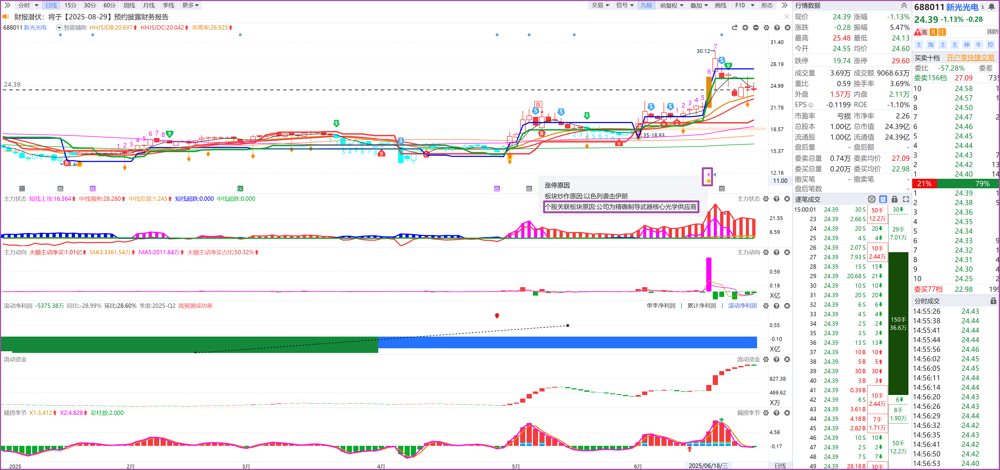 分时 日线 15分 30分 60分 周线 月线 季线 更多
交易 信号 九转 前复权 叠加 画线 F10 形态
财报潜伏：将于【2025-08-29】预约披露财务报告
688011 新光光电 智能辅助 HHJSJDB:20.697 HHJSJDC:20.042 乖离率:26.925
31.40
28.19
24.99
21.78
18.57
15.37
12.16
11.00
24.39
30.12
涨停原因
板块炒作原因:以色列袭击伊朗
个股关联板块原因:公司为精确制导武器核心光学供应商
主力状态 短线上攻:16.364 中线强势:28.280 中线控盘:1.245 短线超跌:0.000 中线超跌:0.000
主力状态
21.55
6.59
主力动向 大额主动净买:1.01亿 MA3:3361.54万 MA5:2011.84万 大额主动净买占比:50.32%
主力动向
0.59
0.18
X亿
滚动净利润 -5375.38万 同比:-28.99% 环比:28.60% 季度:2025-Q2 高预测成功率
单季净利润 | 累计净利润 | 滚动净利润
0.55
-0.10
X亿
流动资金
流动资金
827.38
469.62
X万
捕捞季节 X1:3.412 X2:4.828 彩柱数:2.000
捕捞季节
4.58
-0.17
2025 2月 3月 4月 5月 6月 2025/06/18/三 日线
行情数据
现价 24.39 涨幅 -1.13%
涨跌 -0.28 振幅 5.47%
最高 25.48 最低 24.13
今开 24.55 均价 24.60
跌停 19.74 涨停 29.60
成交量 3.69万 成交额 9068.63万
量比 0.59 换手率 3.69%
外盘 1.57万 内盘 2.11万
EPS① -0.1199 ROE -1.10%
市盈率 亏损 市净率 2.26
总股本 1.00亿 总市值 24.39亿
流通股 1.00亿 流通值 24.39亿
盘后量 - 盘后额 -
委卖总量 0.74万 委卖均价 27.09
委买总量 0.20万 委买均价 22.98
撤买笔 - 撤卖笔 -
盘后笔数 -
逐笔成交
15:00:01 24.39 30 S
23 24.39 2.66 S
24 24.39 20 S 20
25 24.39 4 S 4
26 24.39 2.07 S
27 24.39 7.93 S
28 24.39 15 S 15
29 24.39 20.68 S 21
30 24.39 10 S 10
31 24.39 20 S 20
32 24.39 6 S 6
33 24.39 4 S 4
34 24.39 2 S 2
35 24.39 3 S 3
36 24.39 13 S 13
37 24.39 10 B 10
38 24.39 5 B 5
39 24.39 30 B 30
40 24.39 3 B 3
41 24.39 0.39 B
42 24.39 6 S
43 24.39 3.61 B
44 24.39 4.18 B
45 24.39 2.82 B
46 24.39 10 S 10
47 24.39 2 S 2
48 24.39 7 S 7
49 24.39 28.18 B
50手
12.2万
10手
2.44万
10手
2.44万
7手
1.71万
30手
30
29手
7.01万
150手
36.6万
6
8手
1.90万
50手
12.2万
688011 新光光电
24.39 -1.13% -0.28
高 R 注 国防
主 海 主 主 神 牛 控
买卖十档 开户享快捷交易
委比 -57.28% 委差
委卖156档 27.09
10 24.58
9 24.57
8 24.50
7 24.47
6 24.46
5 24.45
4 24.44
3 24.43
2 24.42
1 24.40
21% 79%
1 24.39
2 24.38
3 24.36
4 24.35
5 24.34
6 24.33
7 24.32
8 24.31
9 24.30
10 24.25
委买77档 22.98
分时成交
14:55:26 24.43
14:55:38 24.44
14:55:41 24.44
14:55:44 24.44
14:55:56 24.46
14:56:02 24.45
14:56:05 24.45
14:56:11 24.44
14:56:14 24.44
14:56:20 24.43
14:56:26 24.43
14:56:29 24.44
14:56:32 24.42
14:56:35 24.43
14:56:41 24.42
14:56:50 24.42
14:56:53 24.40